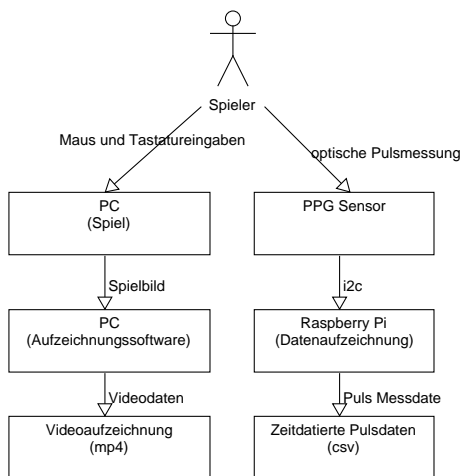 Spieler
Maus und Tastatureingaben
optische Pulsmessung
PC
(Spiel)
PPG Sensor
Spielbild
i2c
PC
(Aufzeichnungssoftware)
Raspberry Pi
(Datenaufzeichnung)
Videodaten
Puls Messdate
Videoaufzeichnung
(mp4)
Zeitdatierte Pulsdaten
(csv)